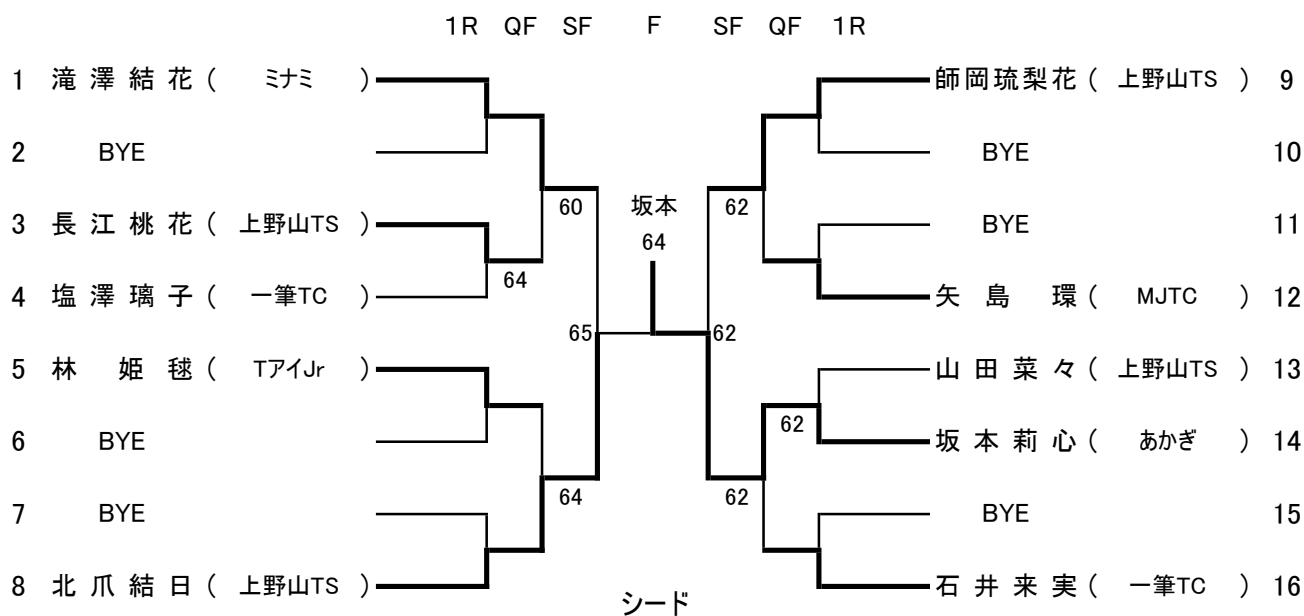 1R QF SF F SF QF 1R
1 滝澤結花 ( ミナミ ) 師岡琉梨花 ( 上野山TS ) 9
2 BYE BYE 10
60 坂本 62
3 長江桃花 ( 上野山TS ) BYE 11
64 64
4 塩澤璃子 ( 一筆TC ) 矢島環 ( MJTC ) 12
65 62
5 林姫毬 ( TアイJr ) 山田菜々 ( 上野山TS ) 13
62
6 BYE 坂本莉心 ( あかぎ ) 14
64 62
7 BYE BYE 15
8 北爪結日 ( 上野山TS ) 石井来実 ( 一筆TC ) 16
シード